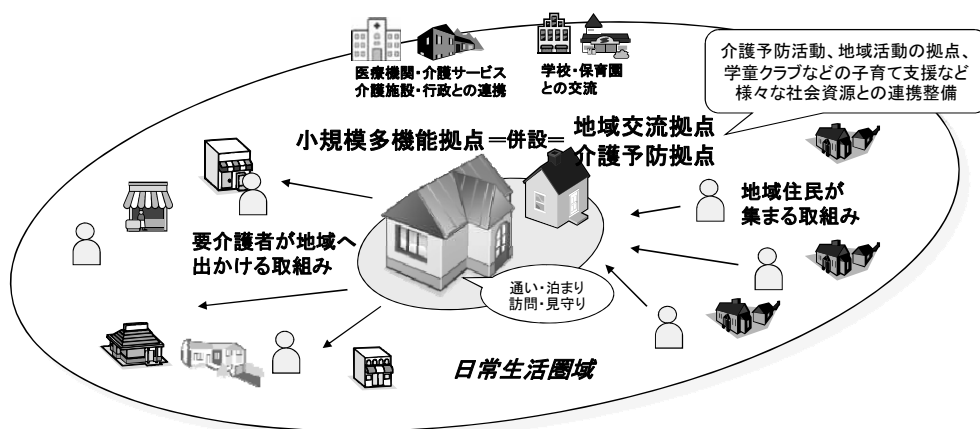 医療機関・介護サービス
介護施設・行政との連携
学校・保育園
との交流
介護予防活動、地域活動の拠点、
学童クラブなどの子育て支援など
様々な社会資源との連携整備
小規模多機能拠点＝併設＝
地域交流拠点
介護予防拠点
地域住民が
集まる取組み
要介護者が地域へ
出かける取組み
通い・泊まり
訪問・見守り
日常生活圏域